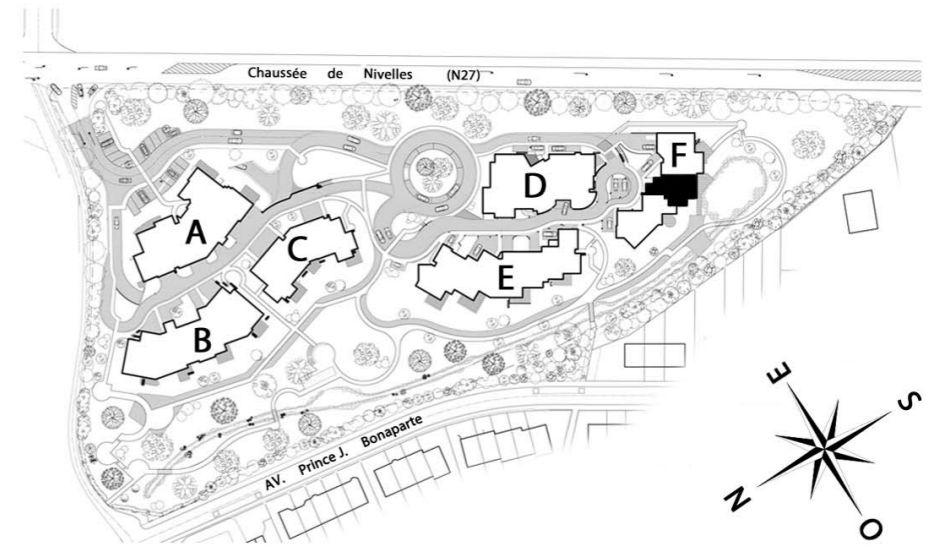 Chaussée de Nivelles (N27)
F
D
A
C
E
B
AV. Prince J. Bonaparte
E
S
N
O